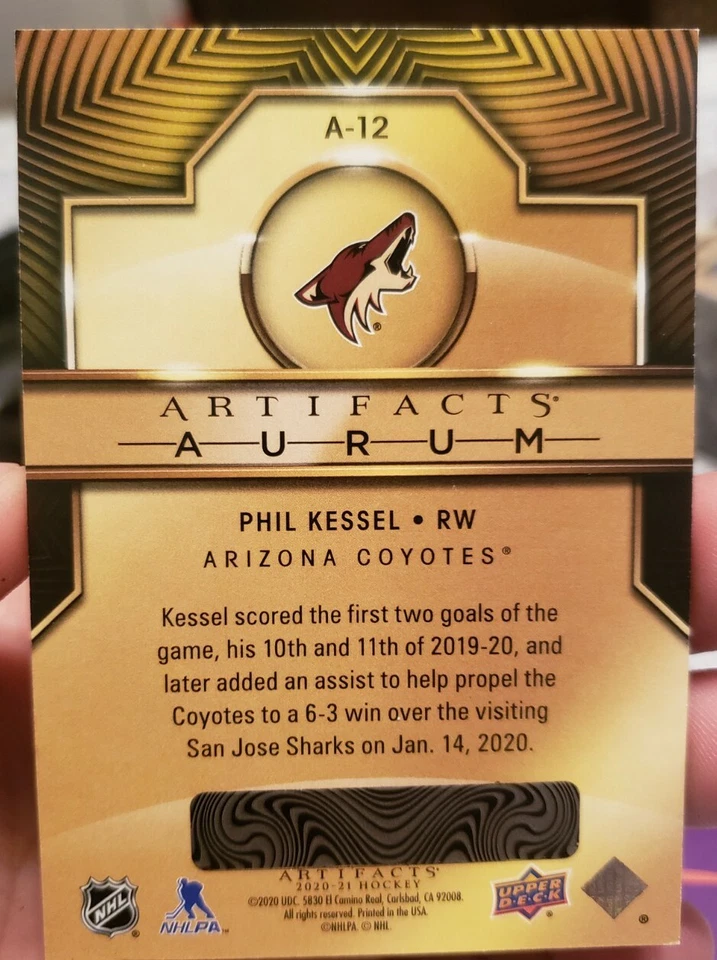 A-12
ARTIFACTS®
AURUM
PHIL KESSEL • RW
ARIZONA COYOTES®
Kessel scored the first two goals of the
game, his 10th and 11th of 2019-20, and
later added an assist to help propel the
Coyotes to a 6-3 win over the visiting
San Jose Sharks on Jan. 14, 2020.
ARTIFACTS®
2020-21 HOCKEY
©2020 UDC. 5830 El Camino Real, Carlsbad, CA 92008.
All rights reserved. Printed in the USA.
©NHLPA. © NHL.
NHL ®
NHLPA™
UPPER
DECK ®
®